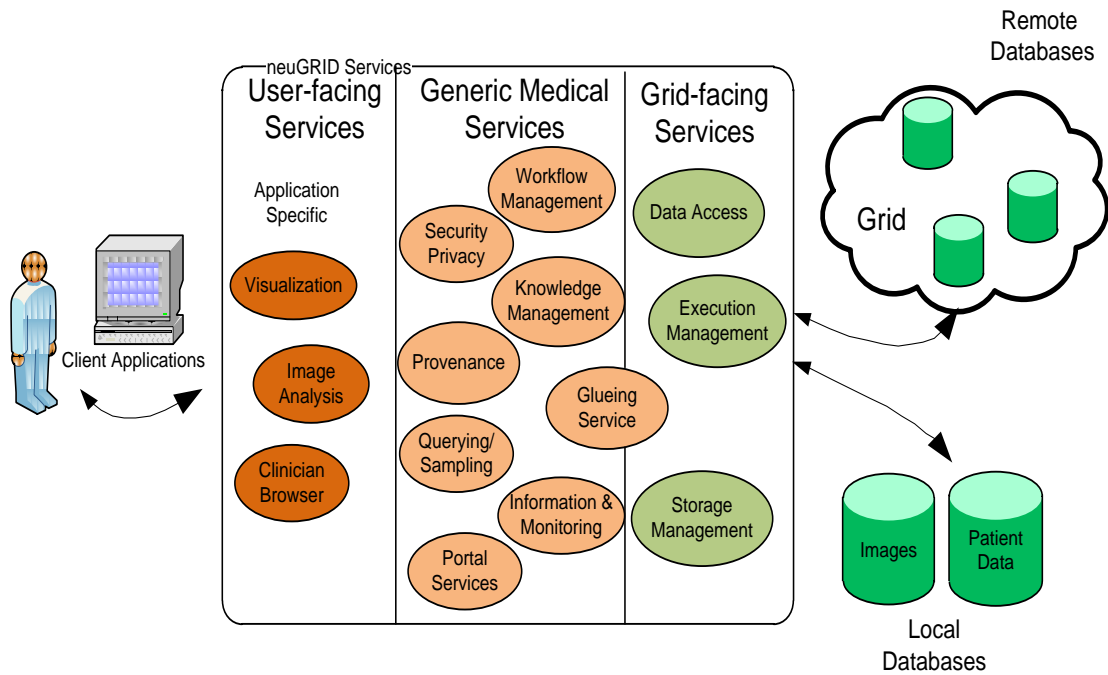 Remote
Databases
neuGRID Services
User-facing
Services
Generic Medical
Services
Grid-facing
Services
Application
Specific
Visualization
Image
Analysis
Clinician
Browser
Workflow
Management
Security
Privacy
Knowledge
Management
Provenance
Glueing
Service
Querying/
Sampling
Information &
Monitoring
Portal
Services
Data Access
Execution
Management
Storage
Management
Client Applications
Grid
Images
Patient
Data
Local
Databases